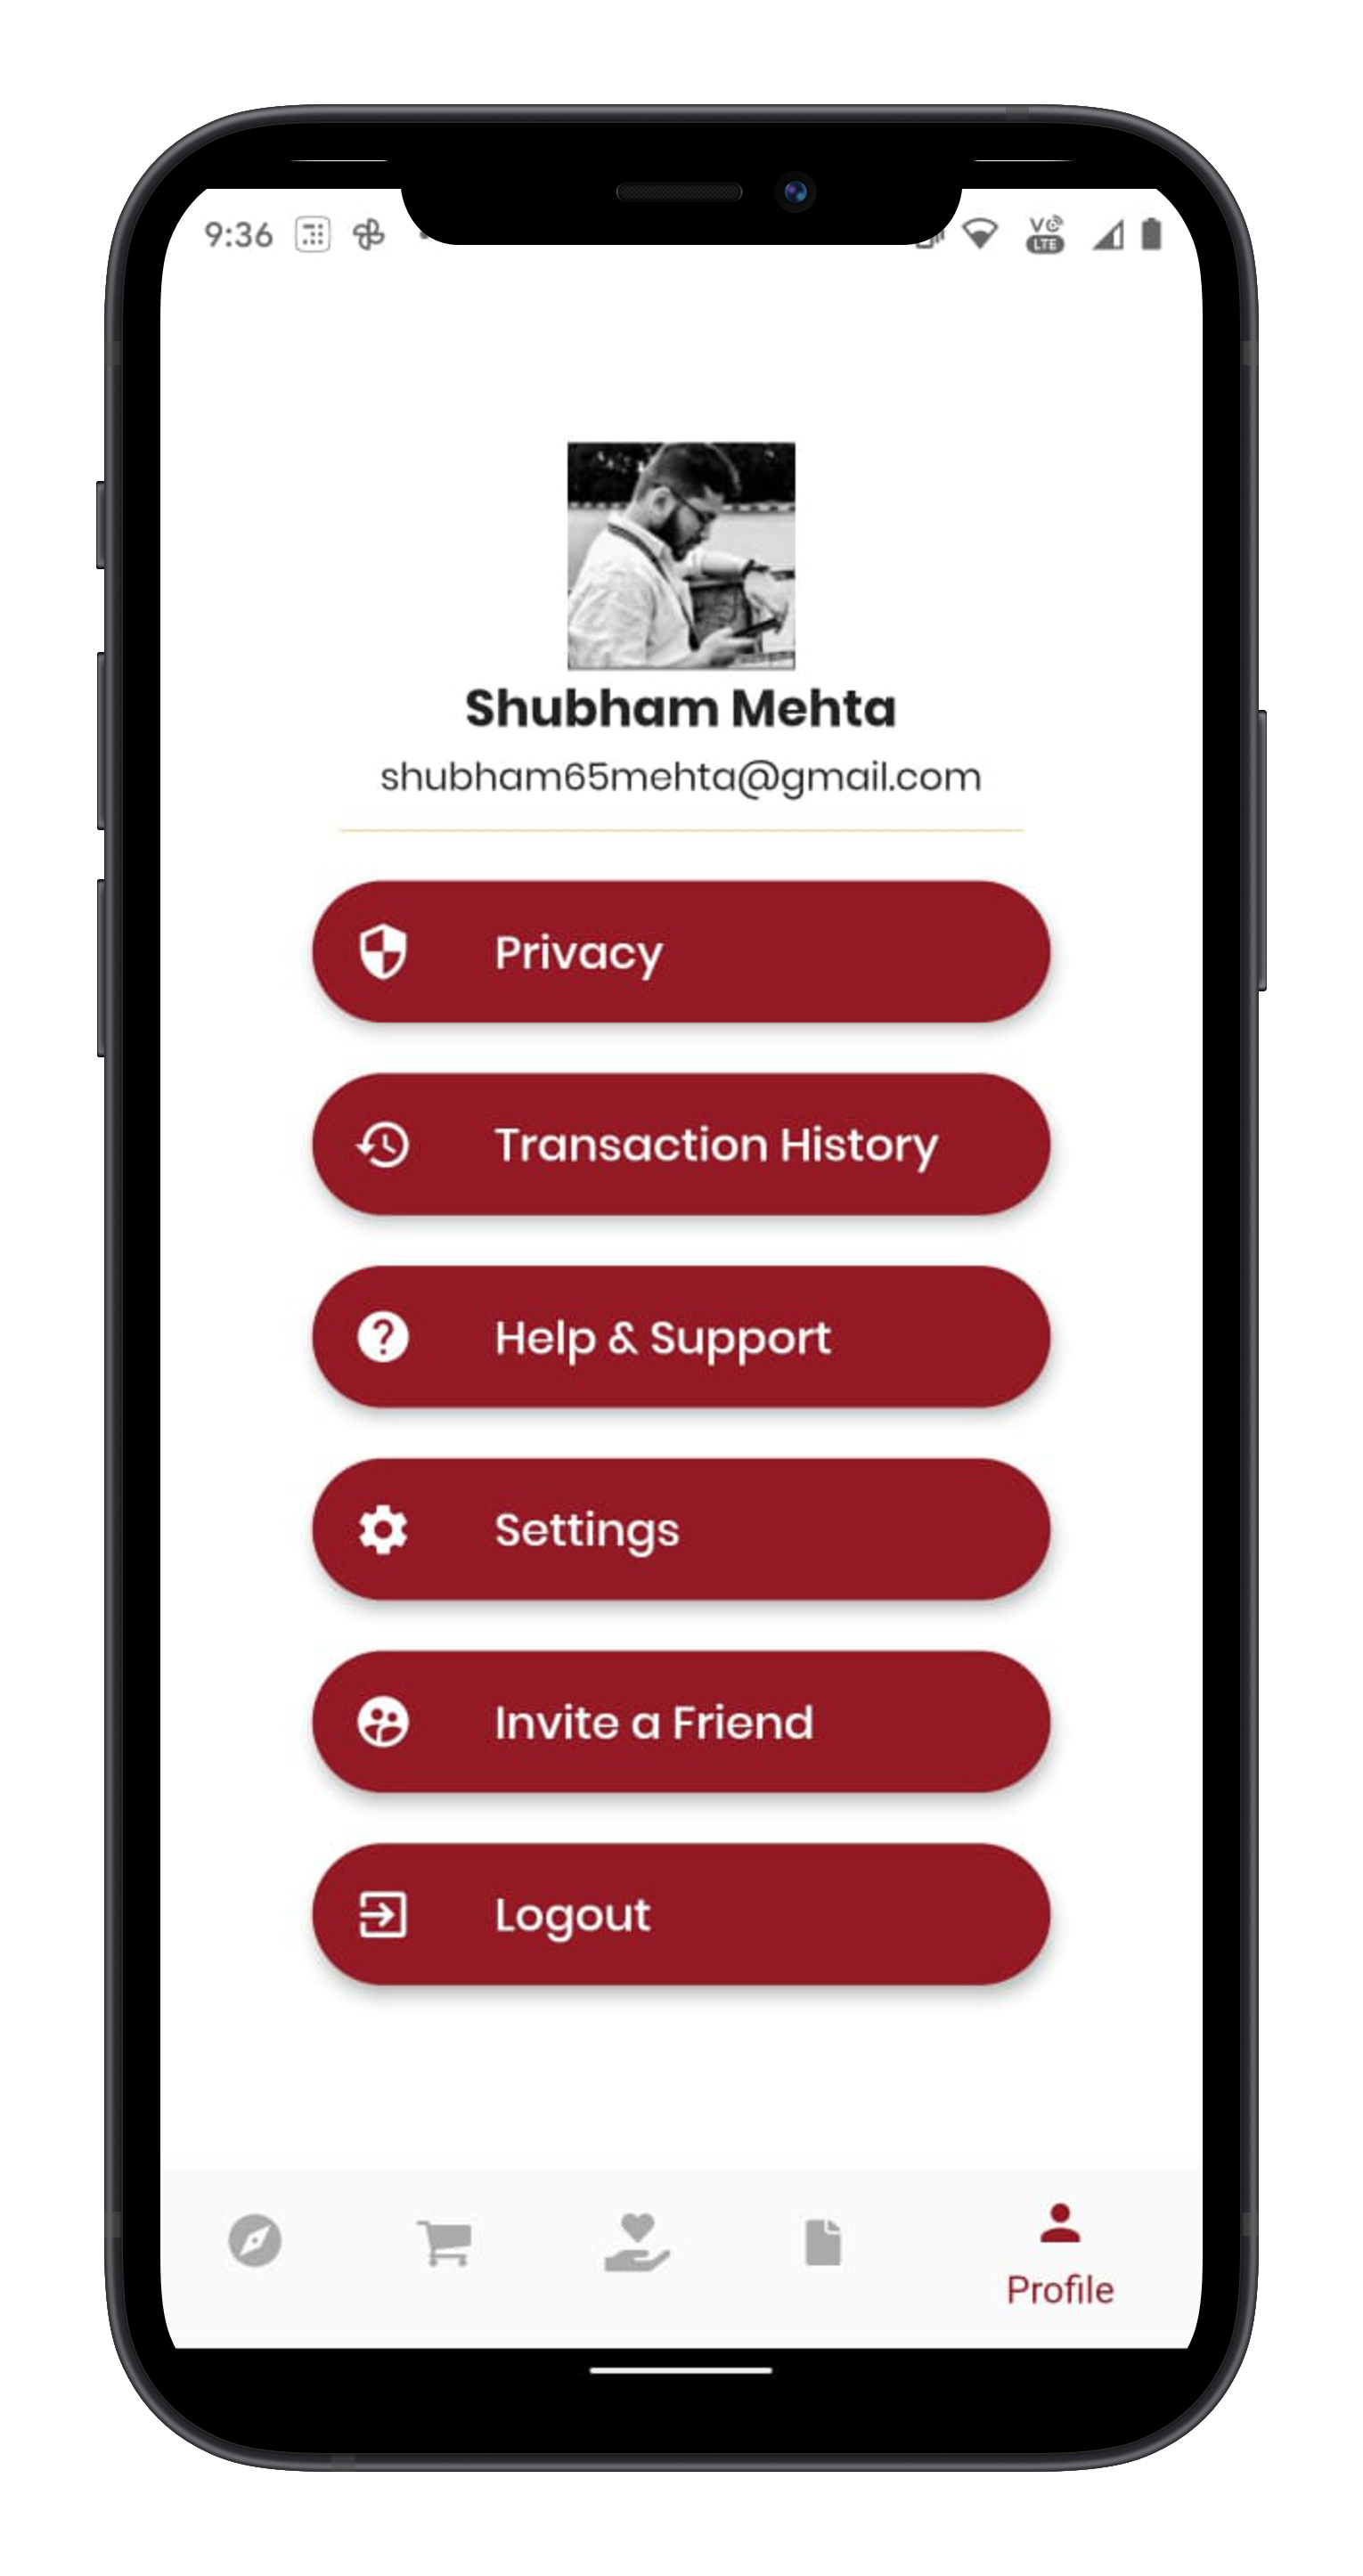 9:36
Vo
LTE
Shubham Mehta
shubham65mehta@gmail.com
Privacy
Transaction History
Help & Support
Settings
Invite a Friend
Logout
Profile